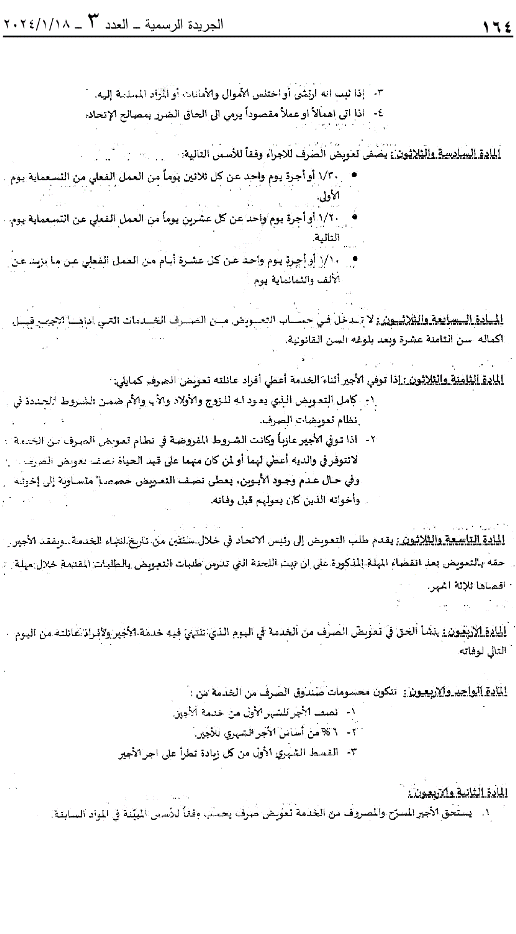 ١٦٤
الجريدة الرسمية – العدد ٣ – ٢٠٢٤/١/١٨
٣- إذا ثبت انه ارتشى أو اختلس الأموال والأمانات أو المواد المسلمة إليه.
٤- اذا اتى اهمالاً او عملاً مقصوداً يرمي الى الحاق الضرر بمصالح الإتحاد.
المادة السادسة والثلاثون: يصفى تعويض الصرف للاجراء وفقاً للأسس التالية:
• ١/٣٠ أو أجرة يوم واحد عن كل ثلاثين يوماً من العمل الفعلي من التسعماية يوم
الأولى.
• ١/٢٠ أو أجرة يوم واحد عن كل عشرين يوماً من العمل الفعلي عن التسعماية يوم
التالية.
• ١/١٠ أو أجرة يوم واحد عن كل عشرة أيام من العمل الفعلي عن ما يزيد عن
الألف والثمانماية يوم
المادة السابعة والثلاثون: لا تدخل في حساب التعويض من الصرف الخدمات التي اداها الاجير قبل
اكماله سن الثامنة عشرة وبعد بلوغه السن القانونية.
المادة الثامنة والثلاثون: إذا توفي الأجير أثناء الخدمة أعطي أفراد عائلته تعويض الصرف كمايلي:
١- كامل التعويض الذي يعود له للزوج والأولاد والأب والأم ضمن الشروط المحددة في
نظام تعويضات الصرف.
٢- اذا توفي الأجير عازباً وكانت الشروط المفروضة في نظام تعويض الصرف من الخدمة
لاتتوفر في والديه أعطي لهما أو لمن كان منهما على قيد الحياة نصف تعويض الصرف
وفي حال عدم وجود الأبوين، يعطى نصف التعويض حصصاً متساوية إلى إخوته
وأخواته الذين كان يعولهم قبل وفاته.
المادة التاسعة والثلاثون: يقدم طلب التعويض إلى رئيس الاتحاد في خلال سنتين من تاريخ انتهاء الخدمة، ويفقد الأجير
حقه بالتعويض بعد انقضاء المهلة المذكورة على ان تبت اللجنة التي تدرس طلبات التعويض بالطلبات المقدمة خلال مهلة
اقصاها ثلاثة اشهر.
المادة الأربعون: ينشأ الحق في تعويض الصرف من الخدمة في اليوم الذي تنتهي فيه خدمة الأجير ولأفراد عائلته من اليوم
التالي لوفاته
المادة الواحد والاربعون: تتكون محسومات صندوق الصرف من الخدمة من :
١- نصف الأجر للشهر الأول من خدمة الأجير.
٢- ٦% من أساس الأجر الشهري للأجير.
٣- القسط الشهري الأول من كل زيادة تطرأ على اجر الأجير
المادة الثانية والاربعون:
١. يستحق الأجير المسرّح والمصروف من الخدمة تعويض صرف يحسب وفقاً للأسس المبيّنة في المواد السابقة.